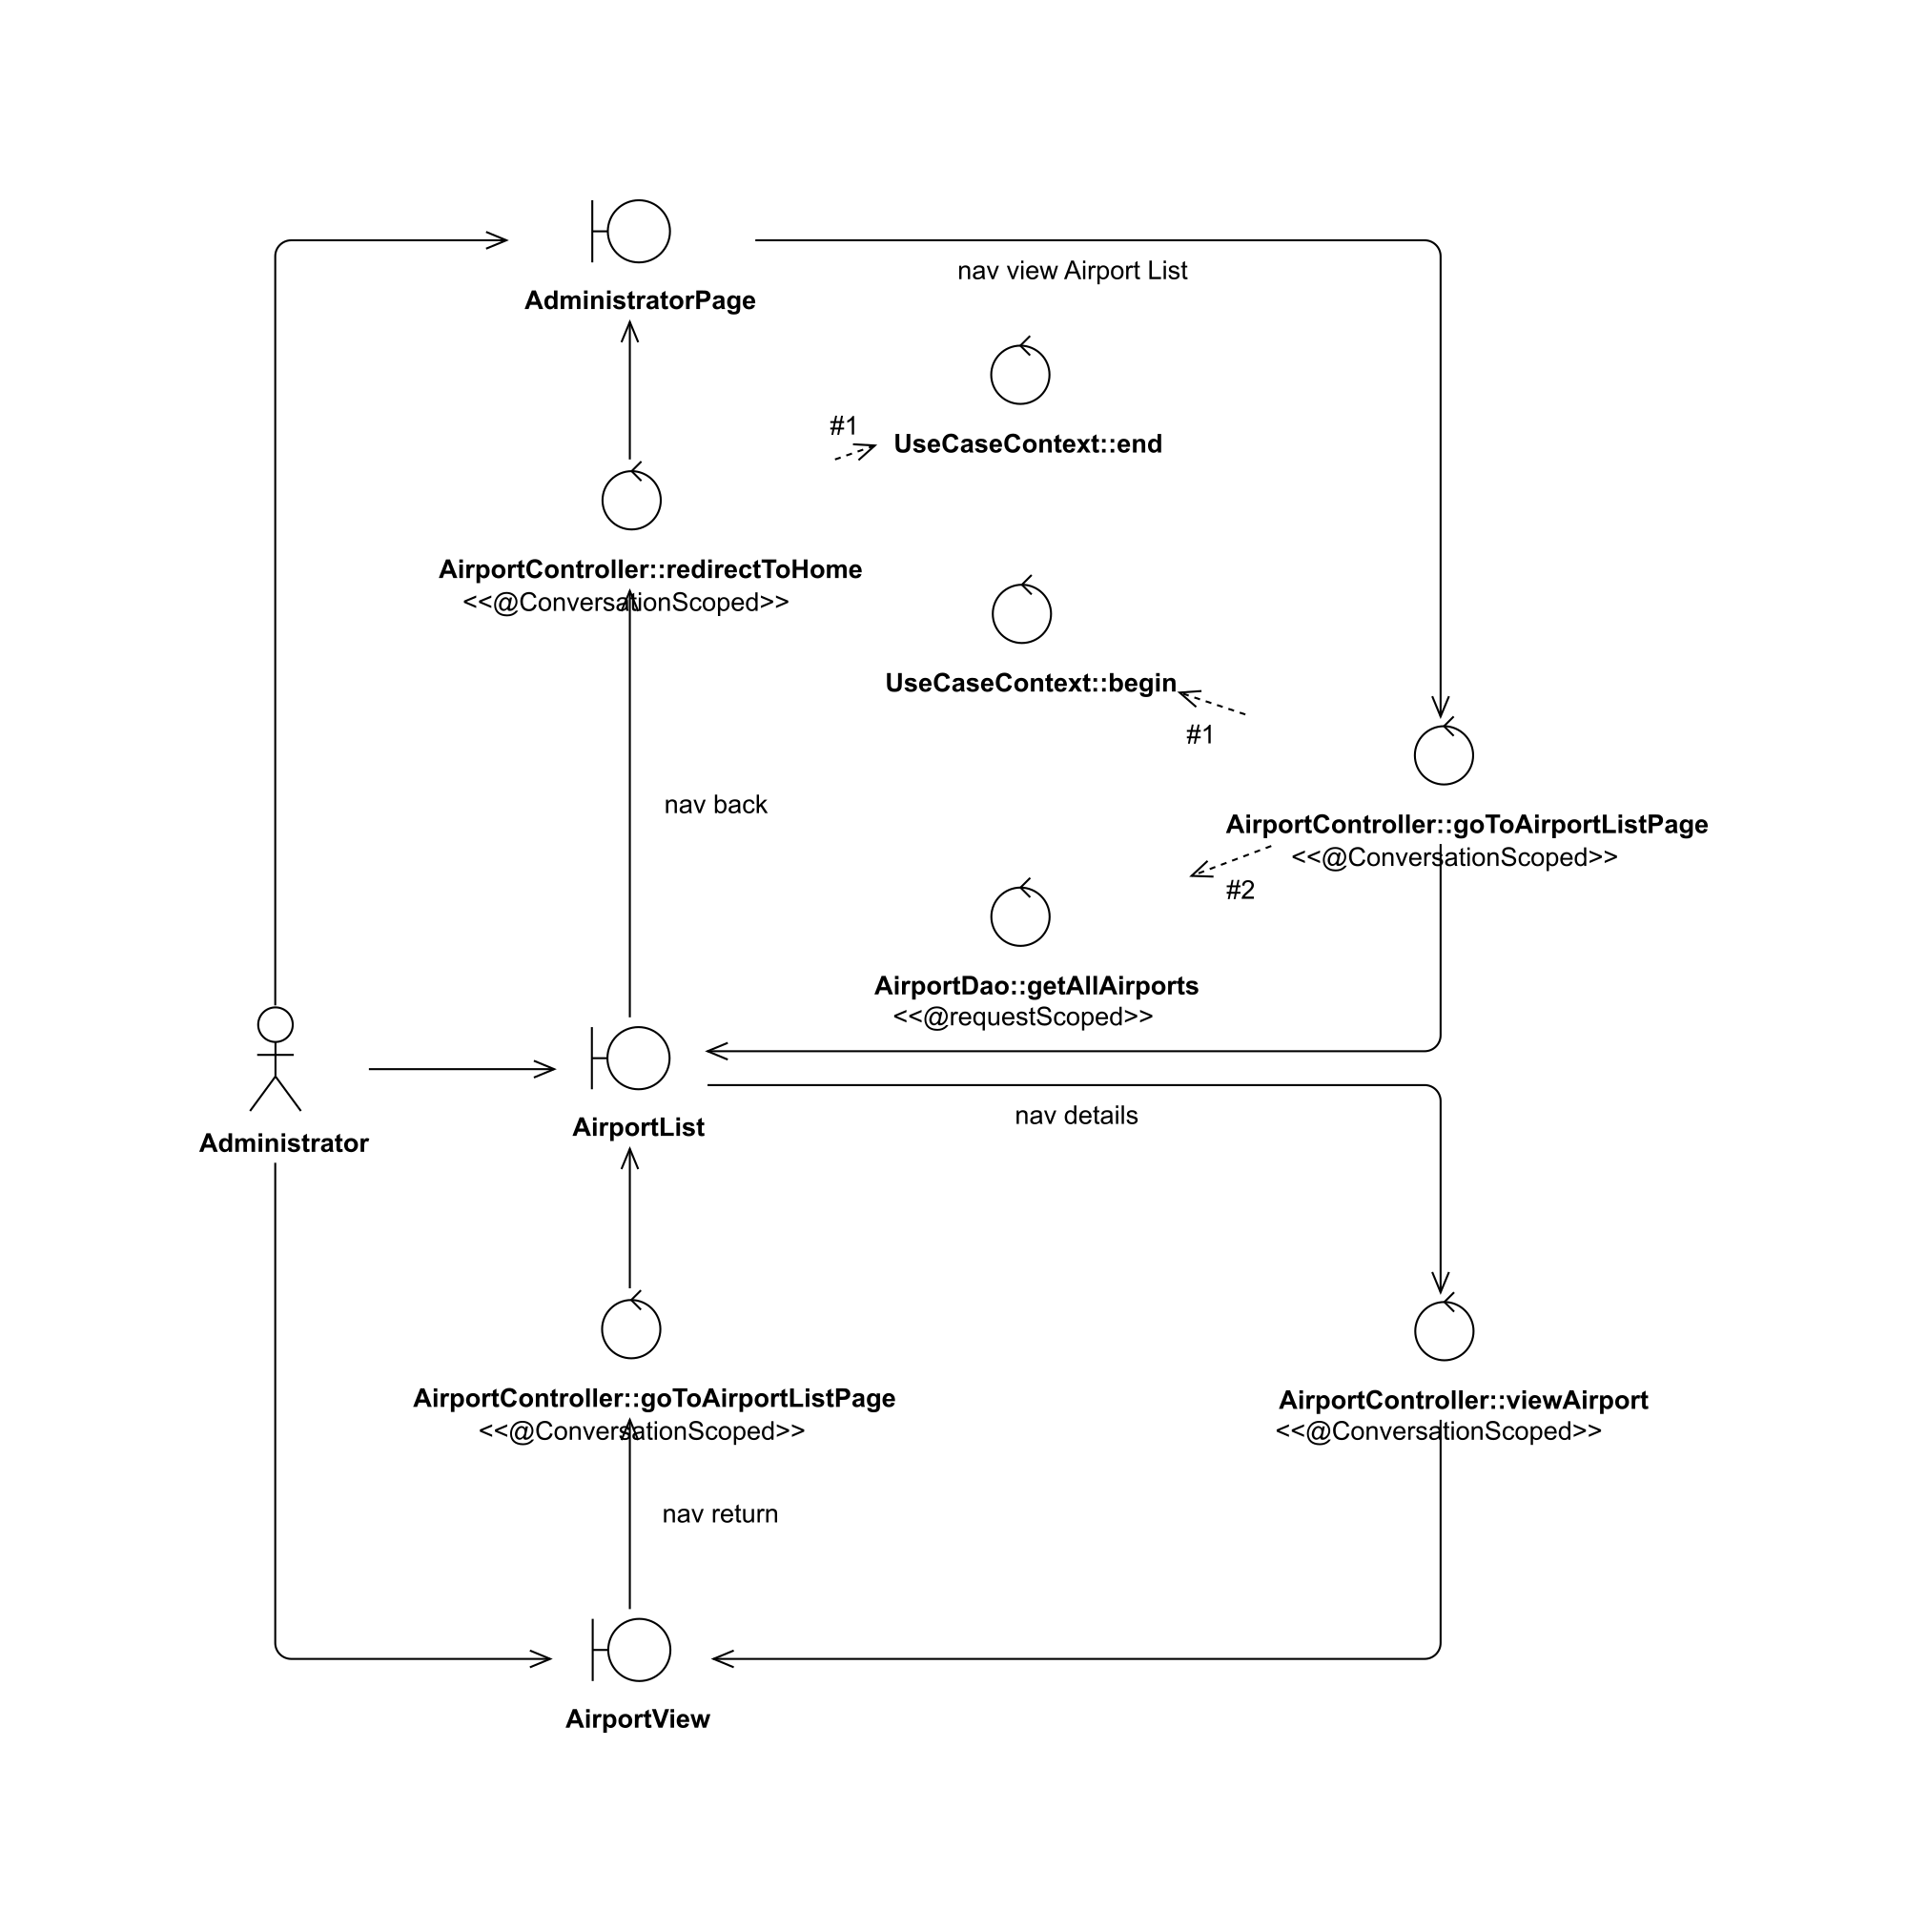 nav view Airport List
AdministratorPage
#1
UseCaseContext::end
AirportController::redirectToHome
<<@ConversationScoped>>
UseCaseContext::begin
#1
nav back
AirportController::goToAirportListPage
<<@ConversationScoped>>
#2
AirportDao::getAllAirports
<<@requestScoped>>
Administrator
AirportList
nav details
AirportController::goToAirportListPage
<<@ConversationScoped>>
AirportController::viewAirport
<<@ConversationScoped>>
nav return
AirportView